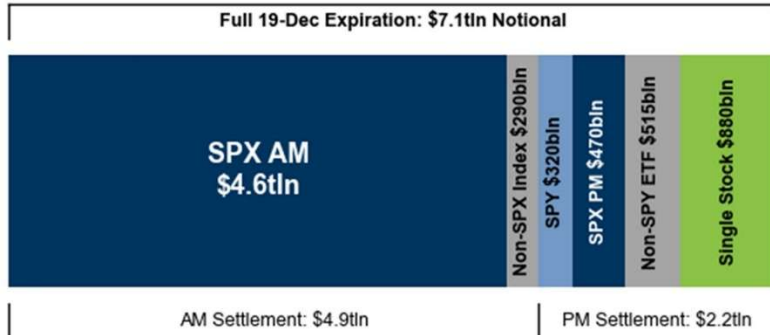 Full 19-Dec Expiration: $7.1tln Notional
SPX AM
$4.6tln
Non-SPX Index $290bln
SPY $320bln
SPX PM $470bln
Non-SPY ETF $515bln
Single Stock $880bln
AM Settlement: $4.9tln
PM Settlement: $2.2tln